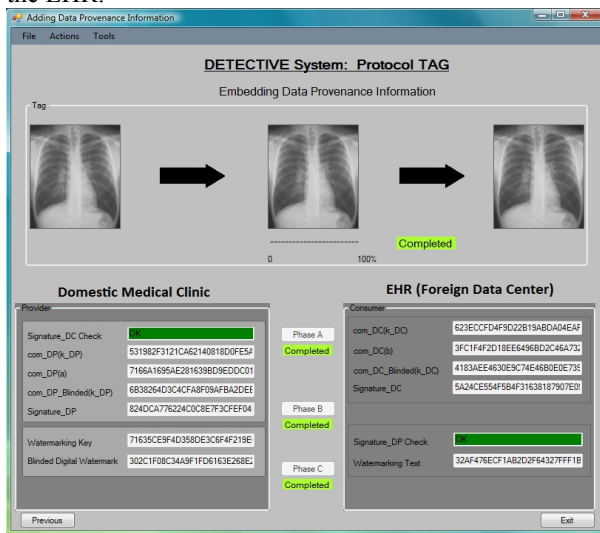 the EHR.
Adding Data Provenance Information
File Actions Tools
DETECTIVE System: Protocol TAG
Embedding Data Provenance Information
Tag
Completed
0 100%
Domestic Medical Clinic
EHR (Foreign Data Center)
Provider
Signature_DC Check OK
com_DP(k_DP) 531982F3121CA62140818D0FE5/
com_DP(a) 7166A1695AE281639BD9EDDC01
com_DP_Blinded(k_DP) 6B38264D3C4CFA8F09AFBA2DEE
Signature_DP 824DCA776224C0C8E7F3CFEF04
Watermarking Key 71635CE9F4D358DE3C6F4F219E
Blinded Digital Watermark 302C1F08C34A9F1FD6163E268E
Phase A
Completed
Phase B
Completed
Phase C
Completed
Consumer
com_DC(k_DC) 623ECCFD4F9D22B19ABDA04EAF
com_DC(b) 3FC1F4F2D18EE6496BD2C46A73
com_DC_Blinded(k_DC) 4183AEE4630E9C74E46B0E73
Signature_DC 5A24CE554F5B4F31638187907E0
Signature_DP Check OK
Watermarking Text 32AF476ECF1AB2D2F64327FFF1B
Previous
Exit